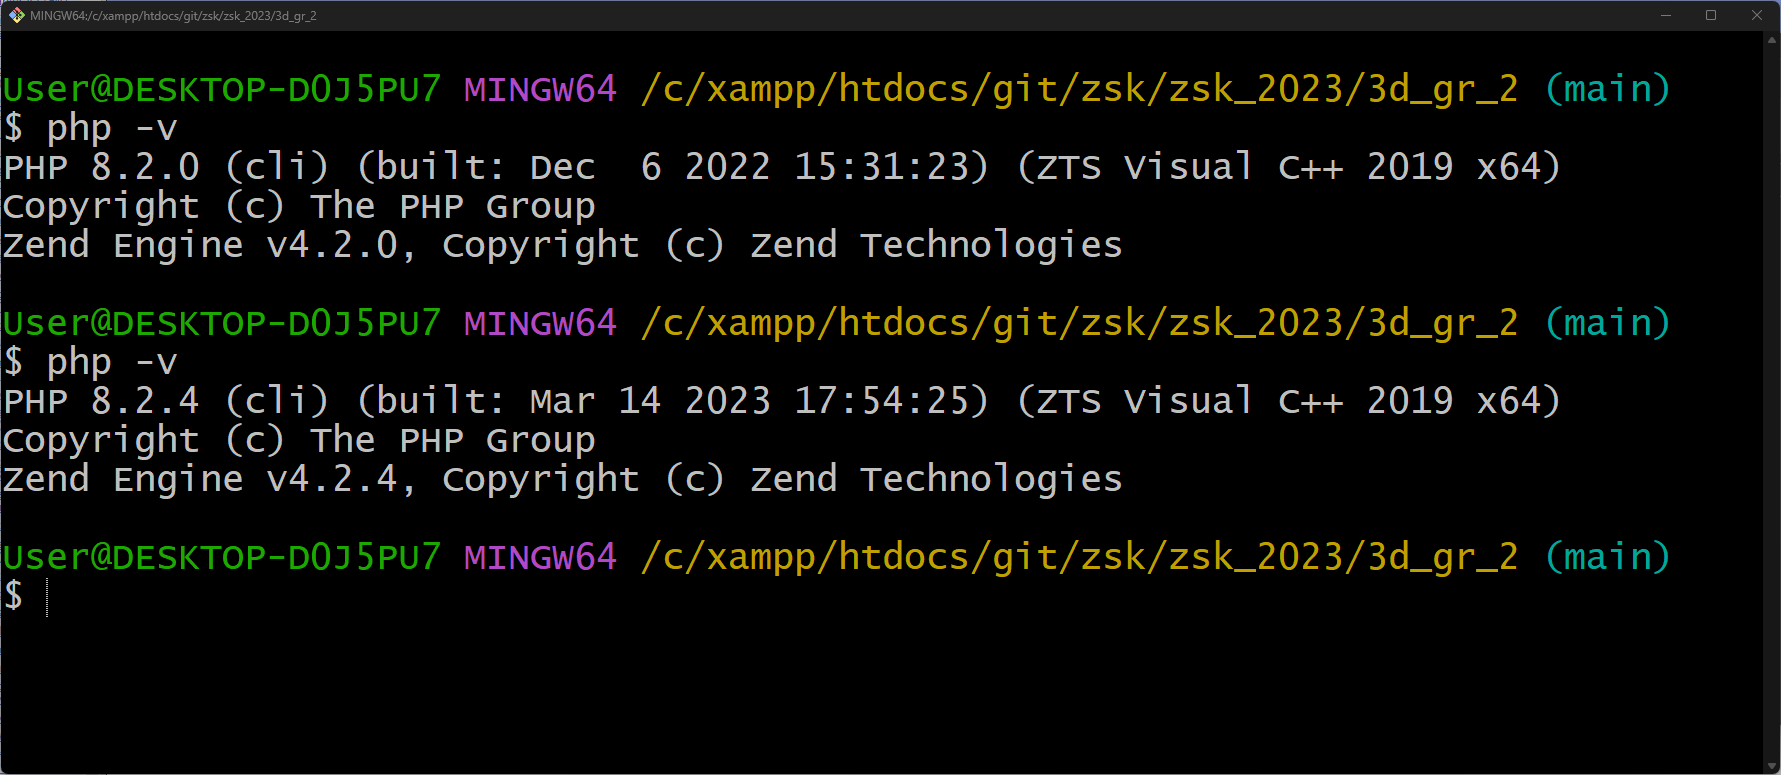 MINGW64:/c/xampp/htdocs/git/zsk/zsk_2023/3d_gr_2
User@DESKTOP-D0J5PU7 MINGW64 /c/xampp/htdocs/git/zsk/zsk_2023/3d_gr_2 (main)
$ php -v
PHP 8.2.0 (cli) (built: Dec  6 2022 15:31:23) (ZTS Visual C++ 2019 x64)
Copyright (c) The PHP Group
Zend Engine v4.2.0, Copyright (c) Zend Technologies
User@DESKTOP-D0J5PU7 MINGW64 /c/xampp/htdocs/git/zsk/zsk_2023/3d_gr_2 (main)
$ php -v
PHP 8.2.4 (cli) (built: Mar 14 2023 17:54:25) (ZTS Visual C++ 2019 x64)
Copyright (c) The PHP Group
Zend Engine v4.2.4, Copyright (c) Zend Technologies
User@DESKTOP-D0J5PU7 MINGW64 /c/xampp/htdocs/git/zsk/zsk_2023/3d_gr_2 (main)
$